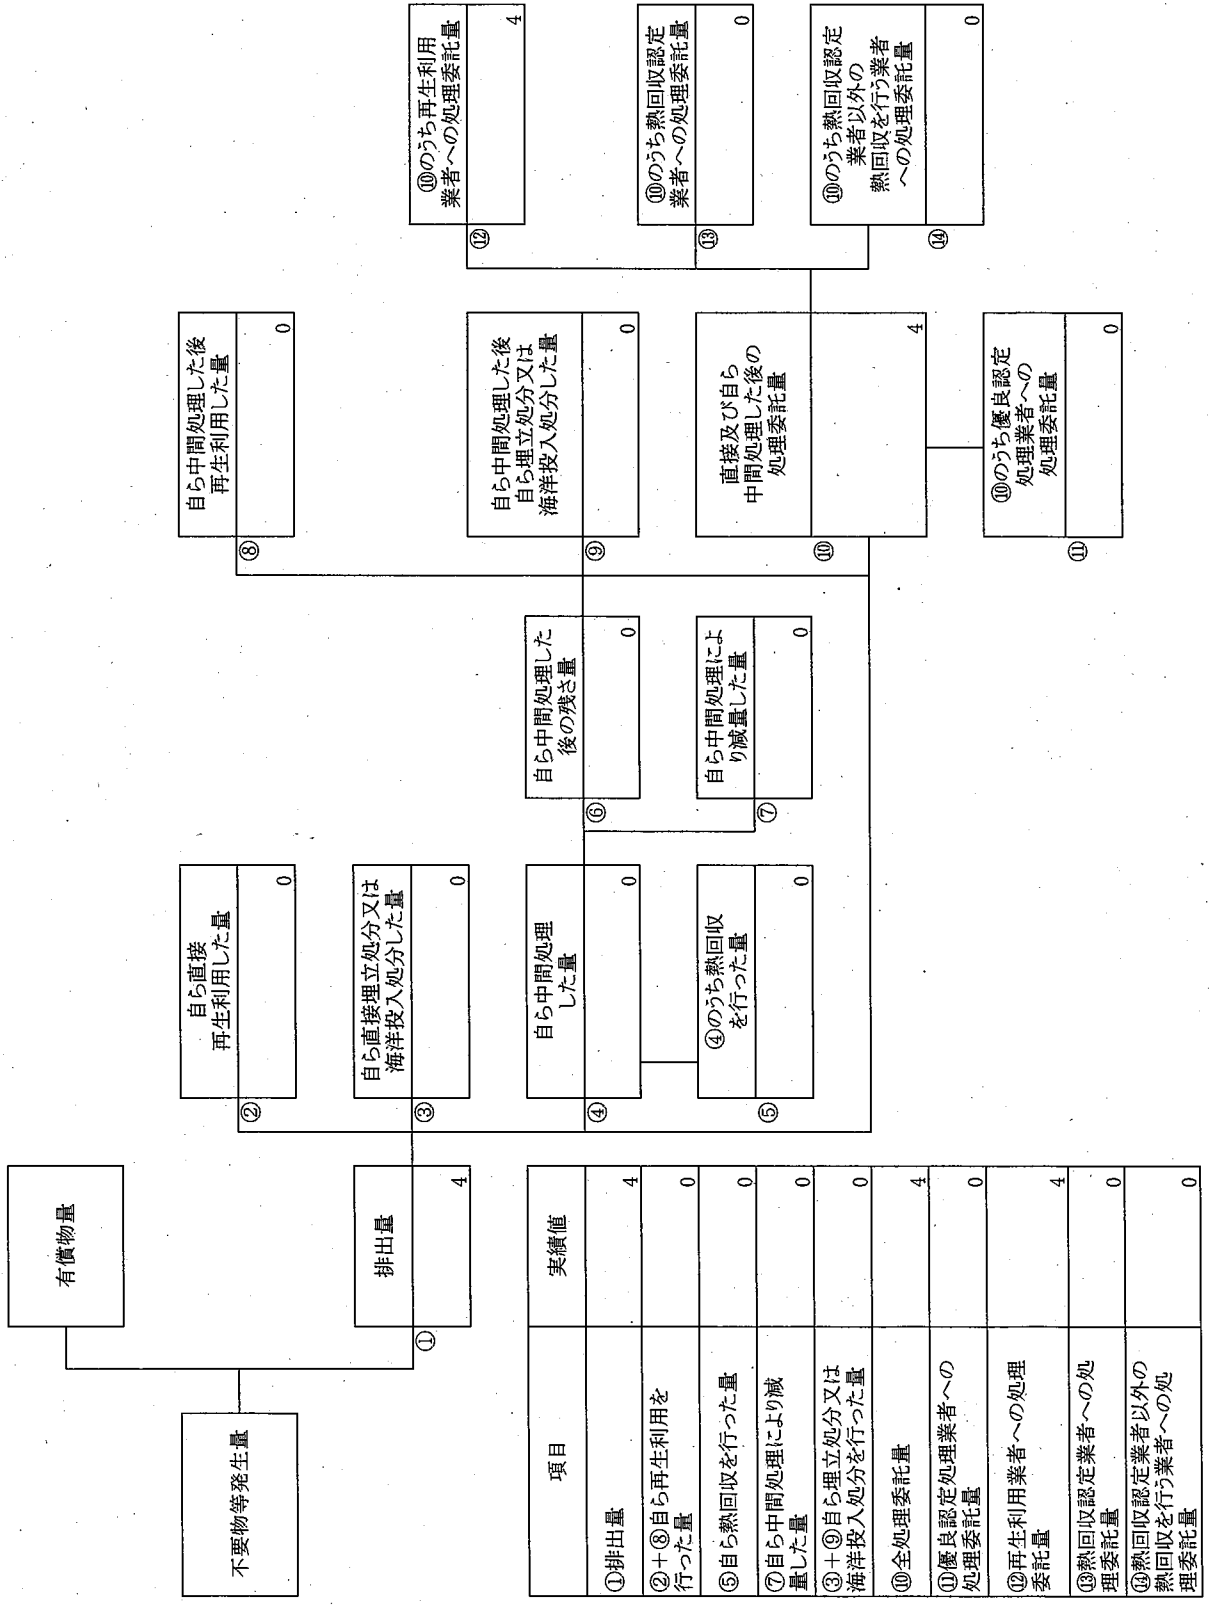 不要物等発生量
有償物量
①
排出量
4
②
自ら直接
再生利用した量
0
③
自ら直接埋立処分又は
海洋投入処分した量
0
④
自ら中間処理
した量
0
⑤
④のうち熱回収
を行った量
0
⑥
自ら中間処理した
後の残さ量
0
⑦
自ら中間処理によ
り減量した量
0
⑧
自ら中間処理した後
再生利用した量
0
⑨
自ら中間処理した後
自ら埋立処分又は
海洋投入処分した量
0
⑩
直接及び自ら
中間処理した後の
処理委託量
4
⑪
⑩のうち優良認定
処理業者への
処理委託量
0
⑫
⑩のうち再生利用
業者への処理委託量
4
⑬
⑩のうち熱回収認定
業者への処理委託量
0
⑭
⑩のうち熱回収認定
業者以外の
熱回収を行う業者
への処理委託量
0
項目 実績値
①排出量 4
②+⑧自ら再生利用を
行った量 0
⑤自ら熱回収を行った量 0
⑦自ら中間処理により減
量した量 0
③+⑨自ら埋立処分又は
海洋投入処分を行った量 0
⑩全処理委託量 4
⑪優良認定処理業者への
処理委託量 0
⑫再生利用業者への処理
委託量 4
⑬熱回収認定業者への処
理委託量 0
⑭熱回収認定業者以外の
熱回収を行う業者への処
理委託量 0